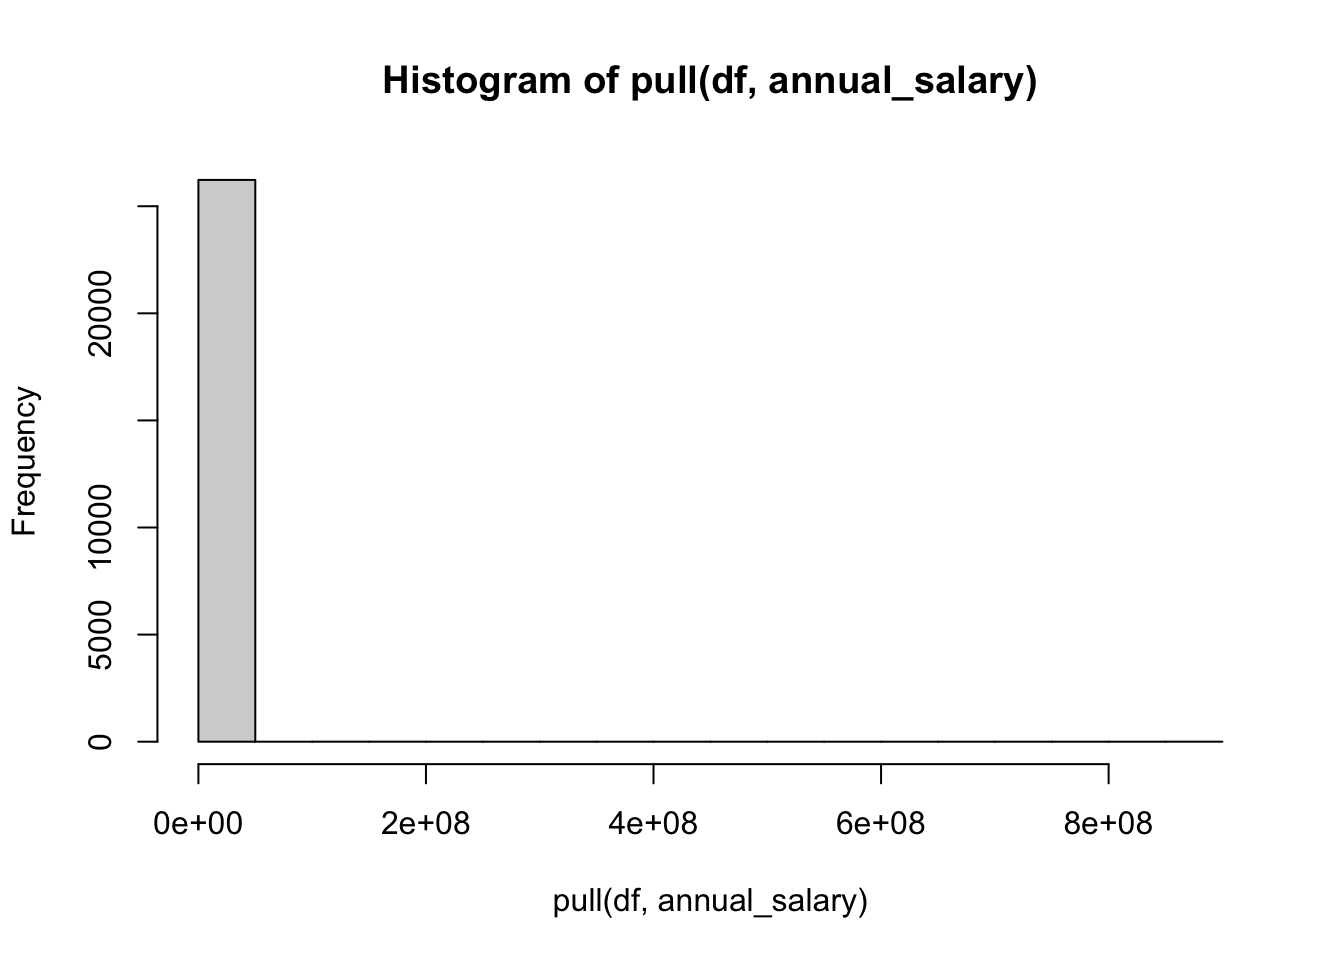 Histogram of pull(df, annual_salary)
Frequency
20000
10000
5000
0
0e+00 2e+08 4e+08 6e+08 8e+08
pull(df, annual_salary)